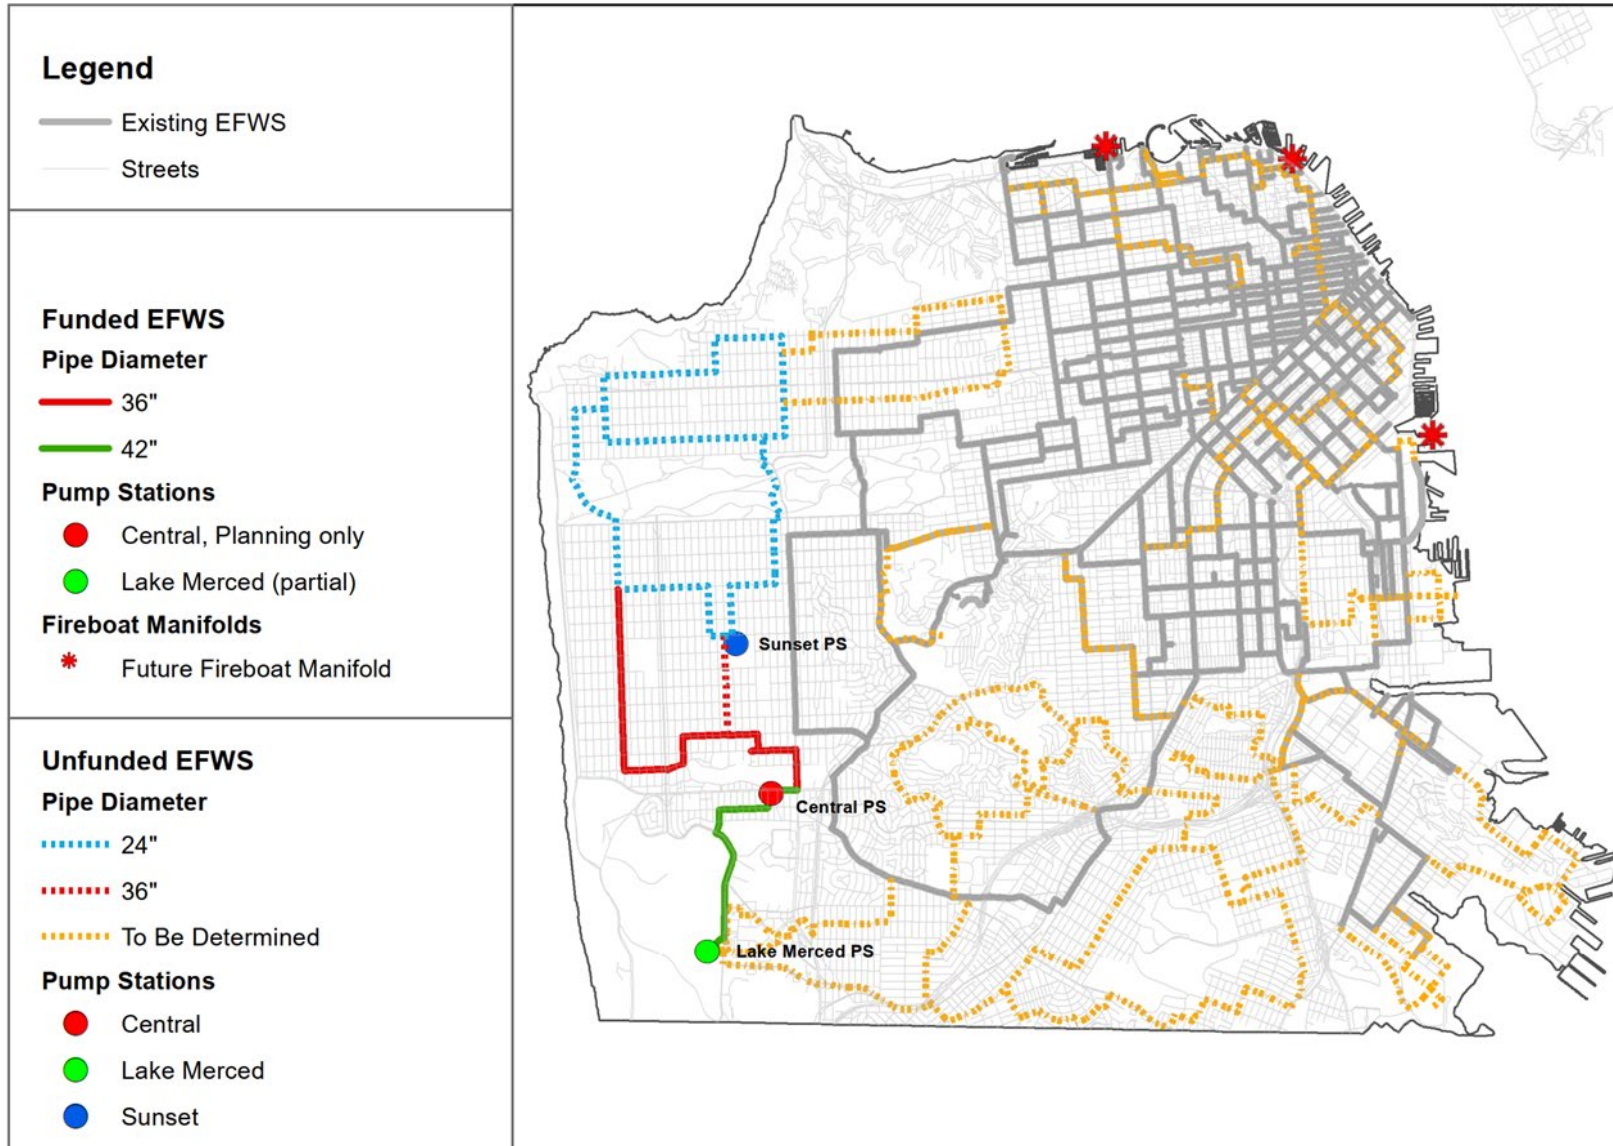 Legend
Existing EFWS
Streets
Funded EFWS
Pipe Diameter
36"
42"
Pump Stations
Central, Planning only
Lake Merced (partial)
Fireboat Manifolds
Future Fireboat Manifold
Unfunded EFWS
Pipe Diameter
24"
36"
To Be Determined
Pump Stations
Central
Lake Merced
Sunset
Sunset PS
Central PS
Lake Merced PS